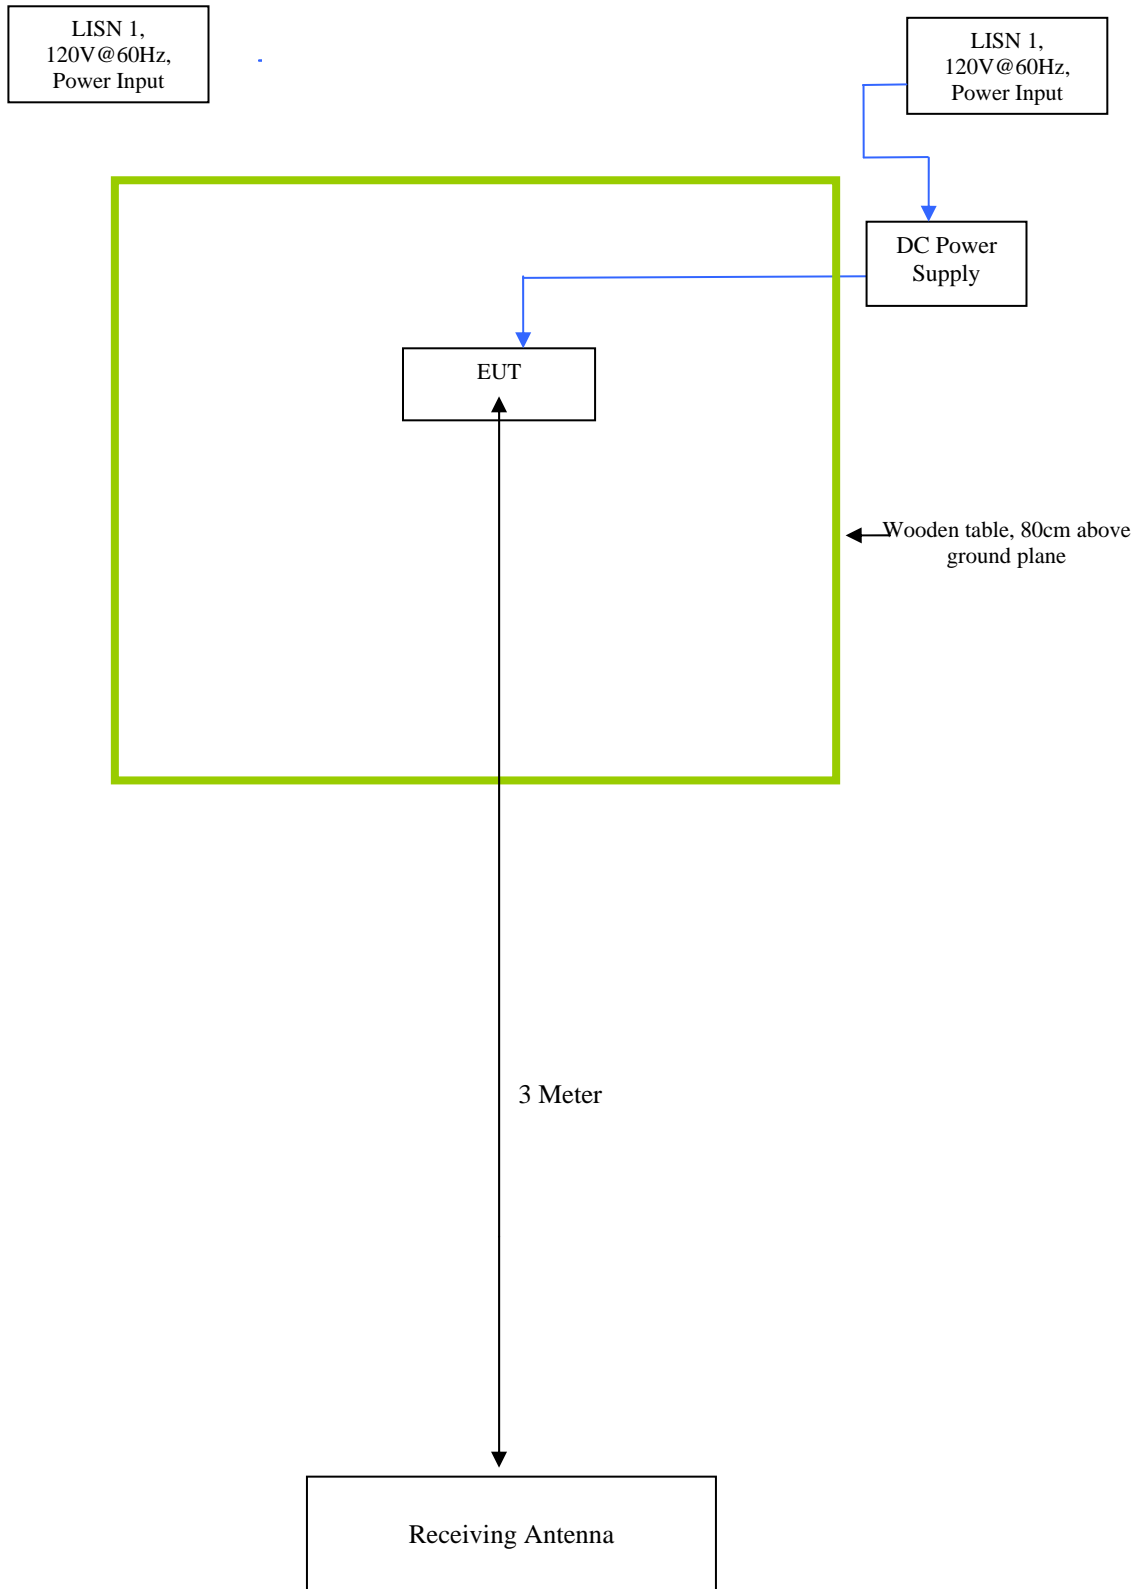 LISN 1,
120V@60Hz,
Power Input
LISN 1,
120V@60Hz,
Power Input
DC Power
Supply
EUT
Wooden table, 80cm above
ground plane
3 Meter
Receiving Antenna